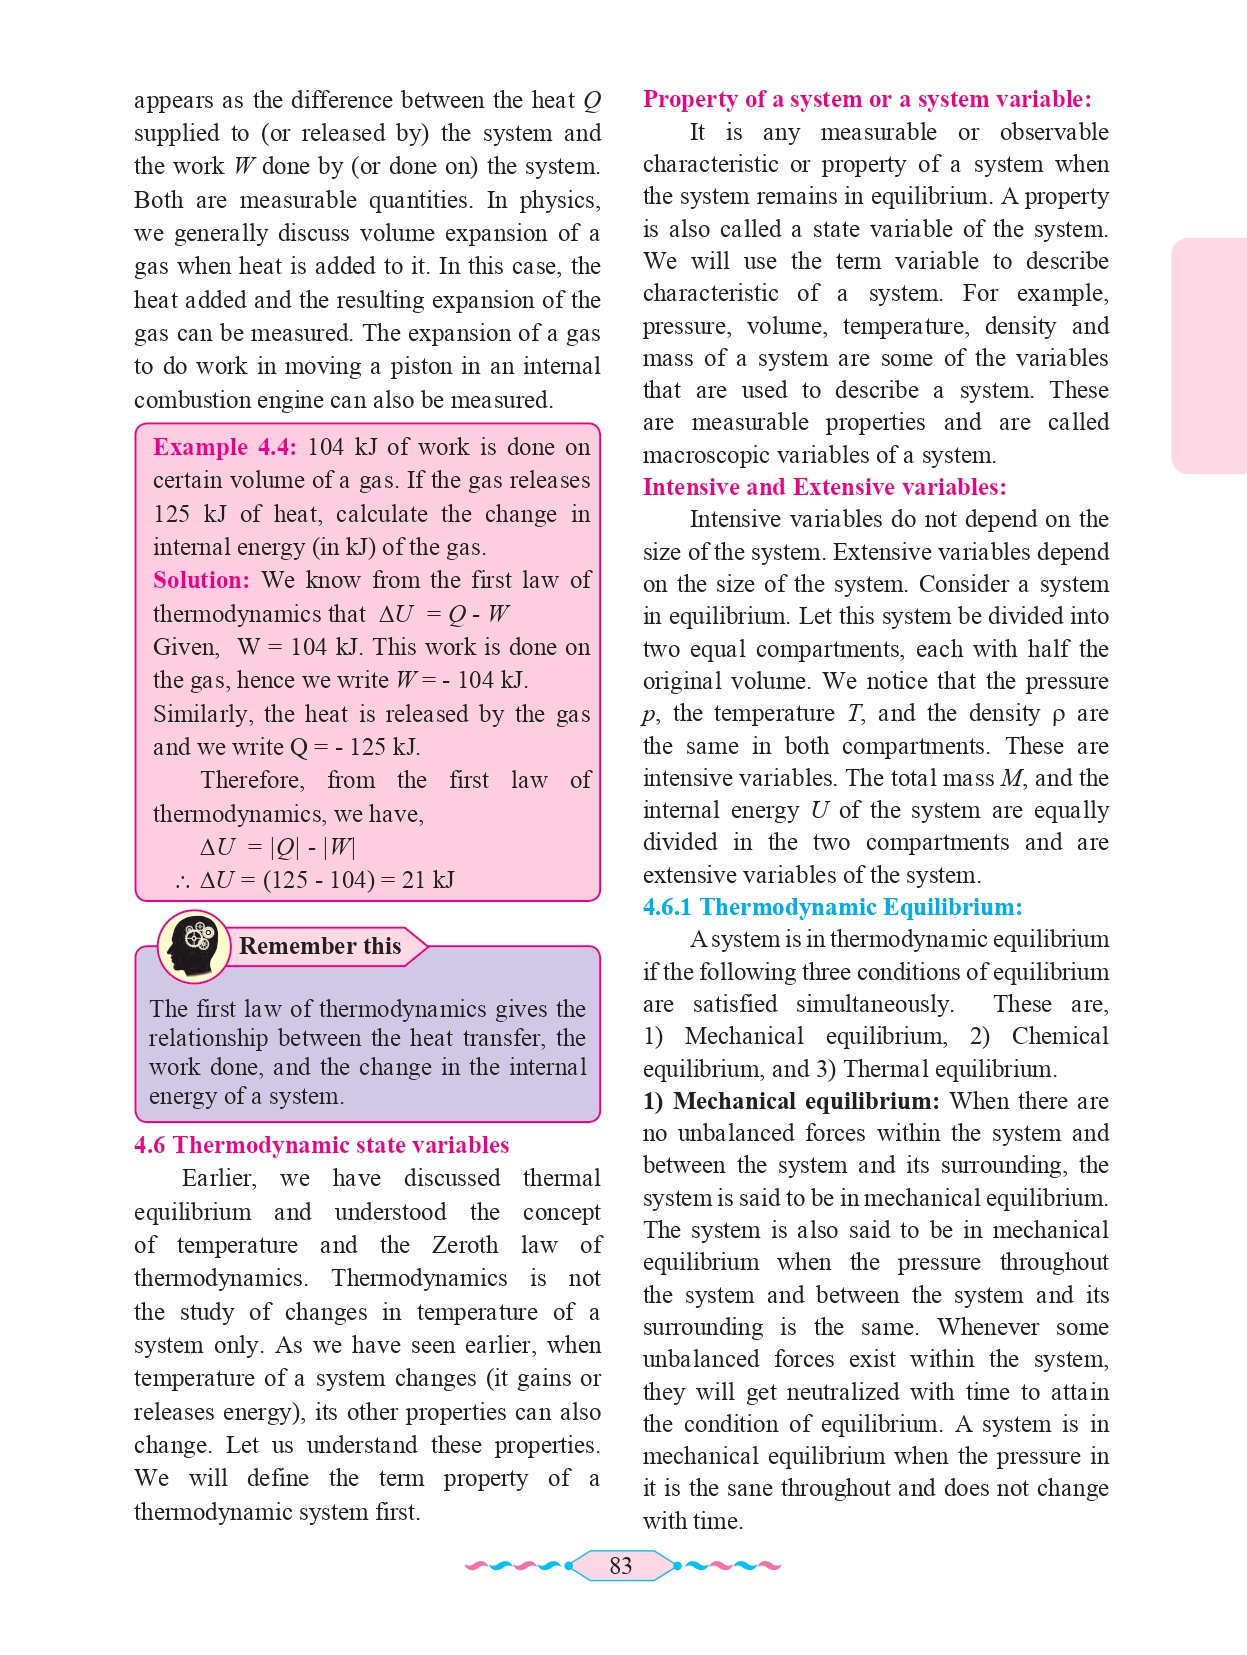 appears as the difference between the heat Q
supplied to (or released by) the system and
the work W done by (or done on) the system.
Both are measurable quantities. In physics,
we generally discuss volume expansion of a
gas when heat is added to it. In this case, the
heat added and the resulting expansion of the
gas can be measured. The expansion of a gas
to do work in moving a piston in an internal
combustion engine can also be measured.
Example 4.4: 104 kJ of work is done on
certain volume of a gas. If the gas releases
125 kJ of heat, calculate the change in
internal energy (in kJ) of the gas.
Solution: We know from the first law of
thermodynamics that ΔU = Q - W
Given, W = 104 kJ. This work is done on
the gas, hence we write W = - 104 kJ.
Similarly, the heat is released by the gas
and we write Q = - 125 kJ.
Therefore, from the first law of
thermodynamics, we have,
ΔU = |Q| - |W|
∴ ΔU = (125 - 104) = 21 kJ
Remember this
The first law of thermodynamics gives the
relationship between the heat transfer, the
work done, and the change in the internal
energy of a system.
4.6 Thermodynamic state variables
Earlier, we have discussed thermal
equilibrium and understood the concept
of temperature and the Zeroth law of
thermodynamics. Thermodynamics is not
the study of changes in temperature of a
system only. As we have seen earlier, when
temperature of a system changes (it gains or
releases energy), its other properties can also
change. Let us understand these properties.
We will define the term property of a
thermodynamic system first.
Property of a system or a system variable:
It is any measurable or observable
characteristic or property of a system when
the system remains in equilibrium. A property
is also called a state variable of the system.
We will use the term variable to describe
characteristic of a system. For example,
pressure, volume, temperature, density and
mass of a system are some of the variables
that are used to describe a system. These
are measurable properties and are called
macroscopic variables of a system.
Intensive and Extensive variables:
Intensive variables do not depend on the
size of the system. Extensive variables depend
on the size of the system. Consider a system
in equilibrium. Let this system be divided into
two equal compartments, each with half the
original volume. We notice that the pressure
p, the temperature T, and the density ρ are
the same in both compartments. These are
intensive variables. The total mass M, and the
internal energy U of the system are equally
divided in the two compartments and are
extensive variables of the system.
4.6.1 Thermodynamic Equilibrium:
A system is in thermodynamic equilibrium
if the following three conditions of equilibrium
are satisfied simultaneously. These are,
1) Mechanical equilibrium, 2) Chemical
equilibrium, and 3) Thermal equilibrium.
1) Mechanical equilibrium: When there are
no unbalanced forces within the system and
between the system and its surrounding, the
system is said to be in mechanical equilibrium.
The system is also said to be in mechanical
equilibrium when the pressure throughout
the system and between the system and its
surrounding is the same. Whenever some
unbalanced forces exist within the system,
they will get neutralized with time to attain
the condition of equilibrium. A system is in
mechanical equilibrium when the pressure in
it is the sane throughout and does not change
with time.
83